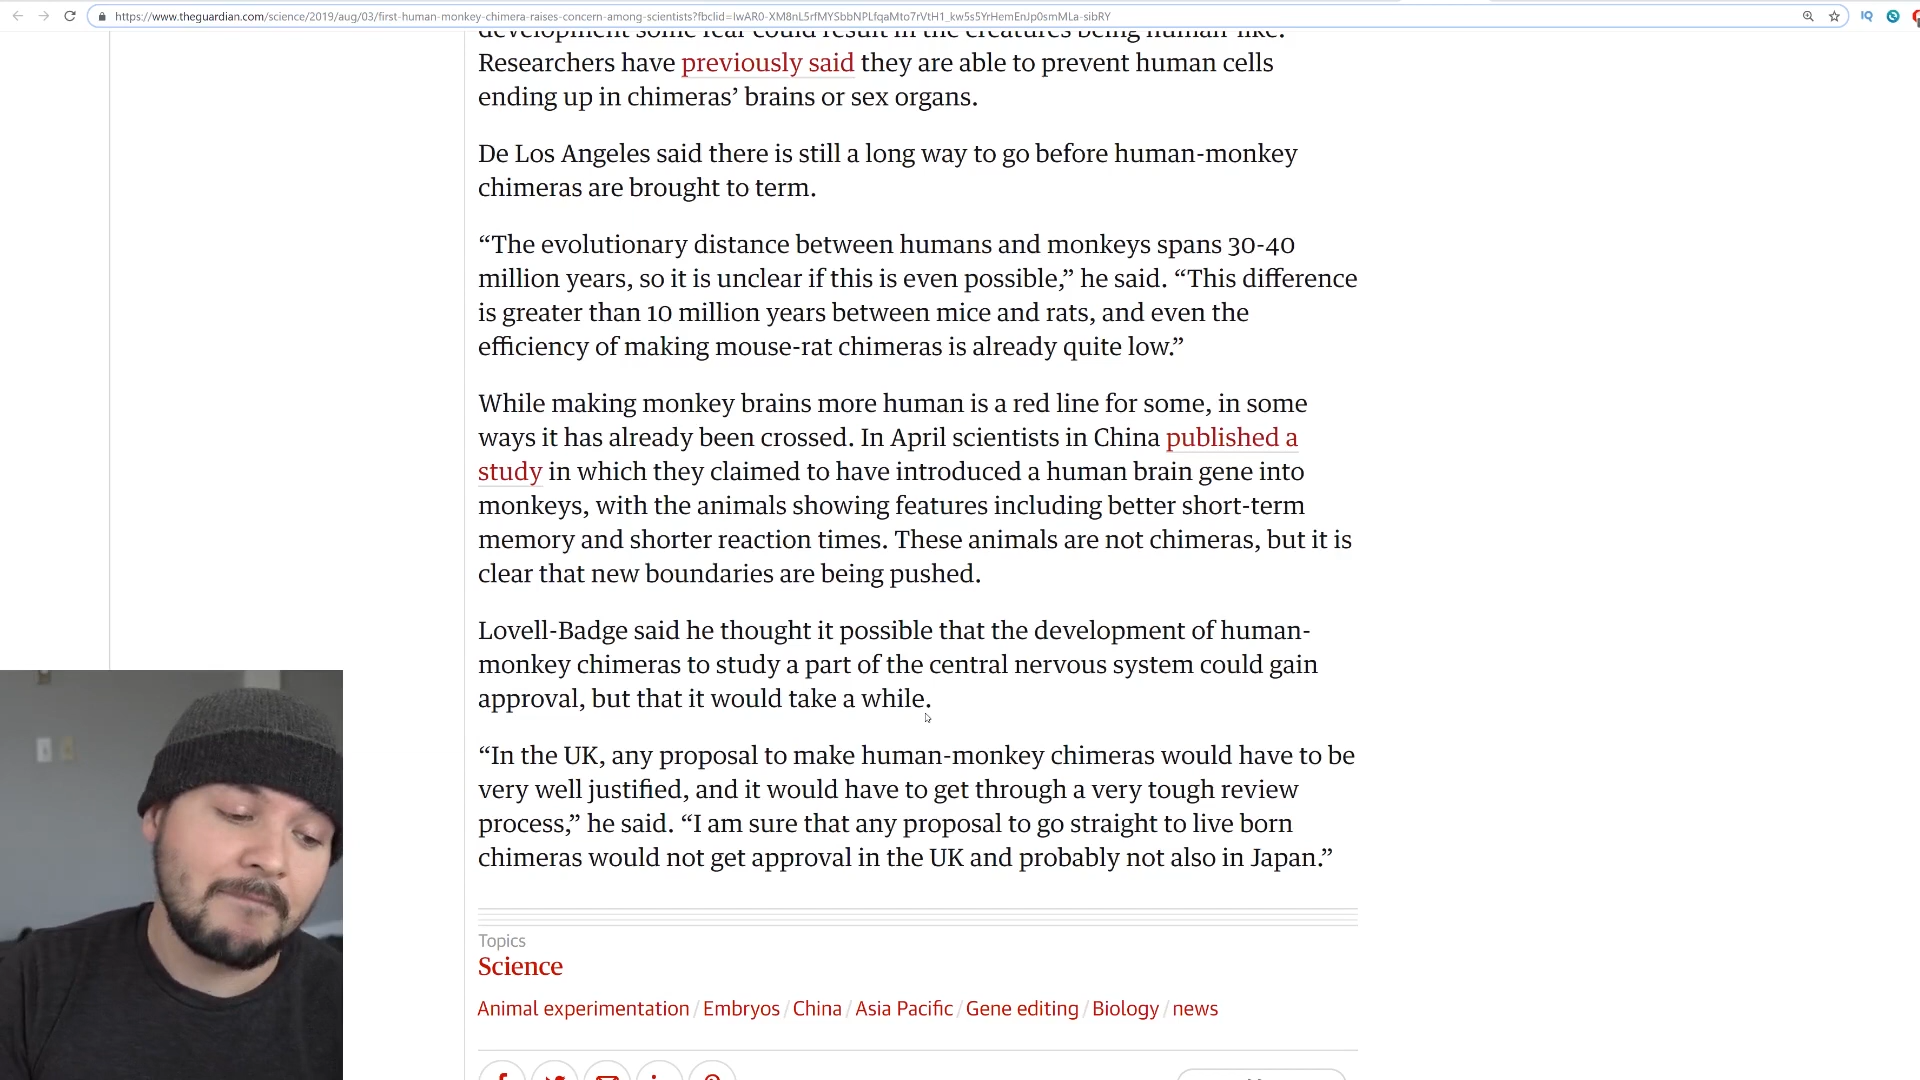 https://www.theguardian.com/science/2019/aug/03/first-human-monkey-chimera-raises-concern-among-scientists?fbclid=IwAR0-XM8nL5rfMYSbbNPLfqaMto7rVtH1_kw5s5YrHemEnJp0smMLa-sibRY
IQ
development some fear could result in the creatures being human-like.
Researchers have previously said they are able to prevent human cells
ending up in chimeras’ brains or sex organs.
De Los Angeles said there is still a long way to go before human-monkey
chimeras are brought to term.
“The evolutionary distance between humans and monkeys spans 30-40
million years, so it is unclear if this is even possible,” he said. “This difference
is greater than 10 million years between mice and rats, and even the
efficiency of making mouse-rat chimeras is already quite low.”
While making monkey brains more human is a red line for some, in some
ways it has already been crossed. In April scientists in China published a
study in which they claimed to have introduced a human brain gene into
monkeys, with the animals showing features including better short-term
memory and shorter reaction times. These animals are not chimeras, but it is
clear that new boundaries are being pushed.
Lovell-Badge said he thought it possible that the development of human-
monkey chimeras to study a part of the central nervous system could gain
approval, but that it would take a while.
“In the UK, any proposal to make human-monkey chimeras would have to be
very well justified, and it would have to get through a very tough review
process,” he said. “I am sure that any proposal to go straight to live born
chimeras would not get approval in the UK and probably not also in Japan.”
Topics
Science
Animal experimentation / Embryos / China / Asia Pacific / Gene editing / Biology / news